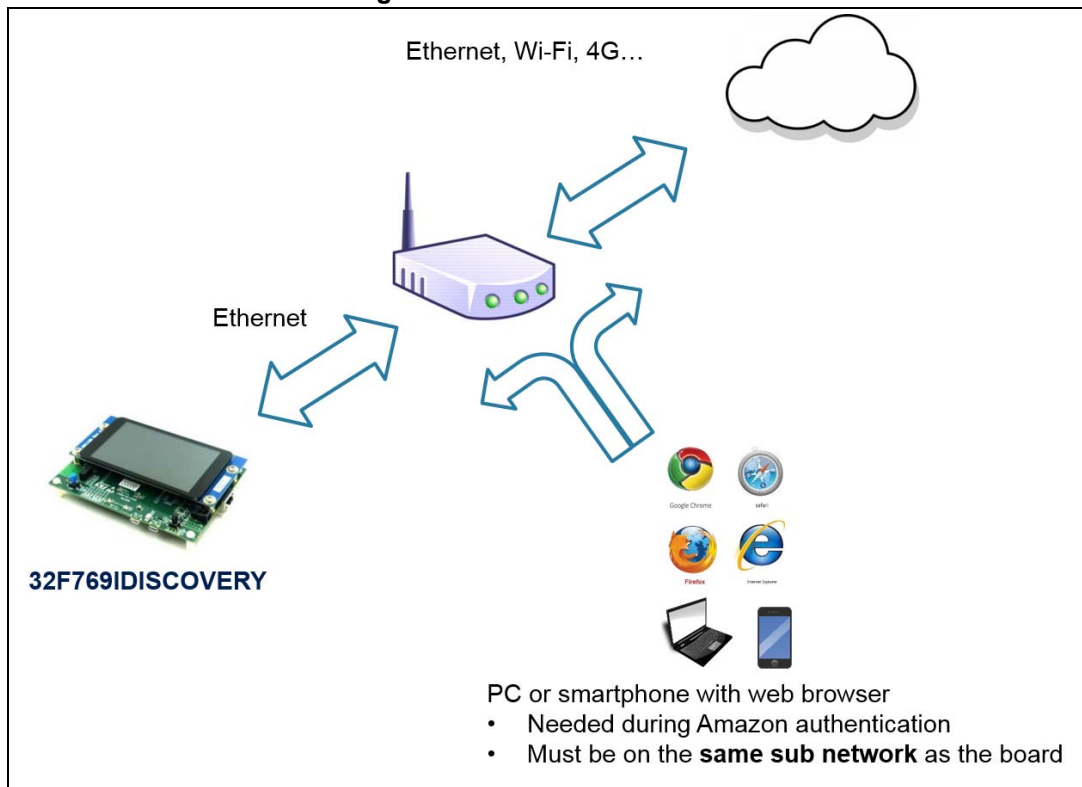 Ethernet, Wi-Fi, 4G…
Ethernet
32F769IDISCOVERY
Google Chrome
safari
Firefox
Internet Explorer
PC or smartphone with web browser
• Needed during Amazon authentication
• Must be on the same sub network as the board